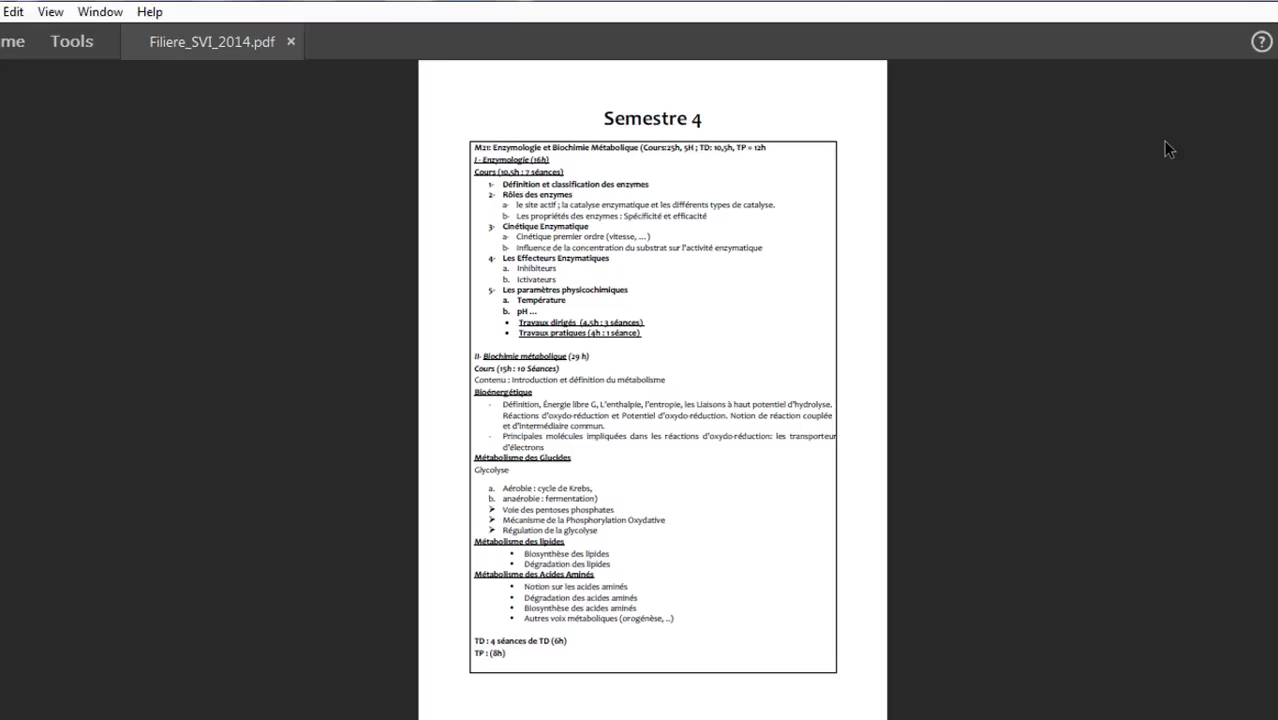 Edit View Window Help
me Tools Filiere_SVI_2014.pdf ×
?
Semestre 4
M21: Enzymologie et Biochimie Métabolique (Cours:25h, 5H ; TD: 10,5h, TP = 12h
I - Enzymologie (16h)
Cours (10,5h : 7 séances)
1- Définition et classification des enzymes
2- Rôles des enzymes
a- le site actif ; la catalyse enzymatique et les différents types de catalyse.
b- Les propriétés des enzymes : Spécificité et efficacité
3- Cinétique Enzymatique
a- Cinétique premier ordre (vitesse, ... )
b- Influence de la concentration du substrat sur l'activité enzymatique
4- Les Effecteurs Enzymatiques
a. Inhibiteurs
b. Ictivateurs
5- Les paramètres physicochimiques
a. Température
b. pH ...
• Travaux dirigés (4,5h : 3 séances)
• Travaux pratiques (4h : 1 séance)
II- Biochimie métabolique (29 h)
Cours (15h : 10 Séances)
Contenu : Introduction et définition du métabolisme
Bioénergétique
- Définition, Énergie libre G, L'enthalpie, l'entropie, les Liaisons à haut potentiel d'hydrolyse.
Réactions d'oxydo-réduction et Potentiel d'oxydo-réduction. Notion de réaction couplée
et d'intermédiaire commun.
- Principales molécules impliquées dans les réactions d'oxydo-réduction: les transporteur
d'électrons
Métabolisme des Glucides
Glycolyse
a. Aérobie : cycle de Krebs,
b. anaérobie : fermentation)
➤ Voie des pentoses phosphates
➤ Mécanisme de la Phosphorylation Oxydative
➤ Régulation de la glycolyse
Métabolisme des lipides
• Biosynthèse des lipides
• Dégradation des lipides
Métabolisme des Acides Aminés
• Notion sur les acides aminés
• Dégradation des acides aminés
• Biosynthèse des acides aminés
• Autres voix métaboliques (orogénèse, ..)
TD : 4 séances de TD (6h)
TP : (8h)